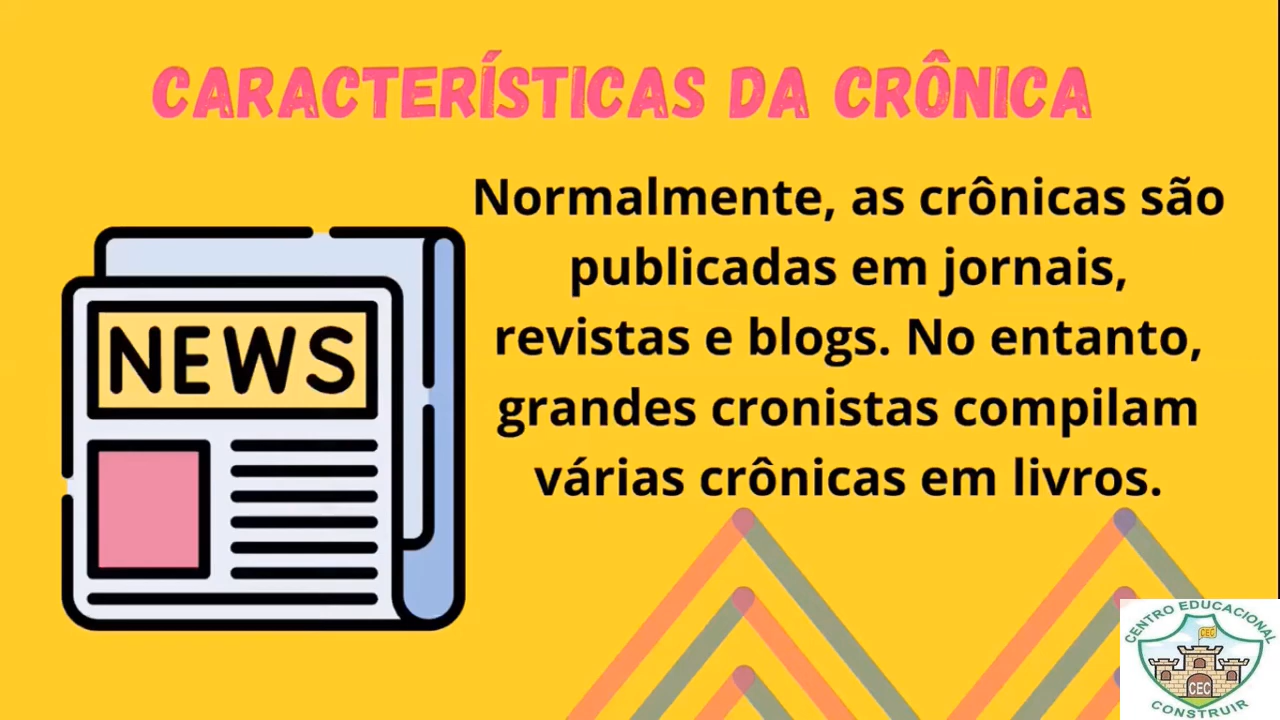 CARACTERÍSTICAS DA CRÔNICA
Normalmente, as crônicas são
publicadas em jornais,
revistas e blogs. No entanto,
grandes cronistas compilam
várias crônicas em livros.
NEWS
CENTRO EDUCACIONAL
CEC
CEC
CONSTRUIR